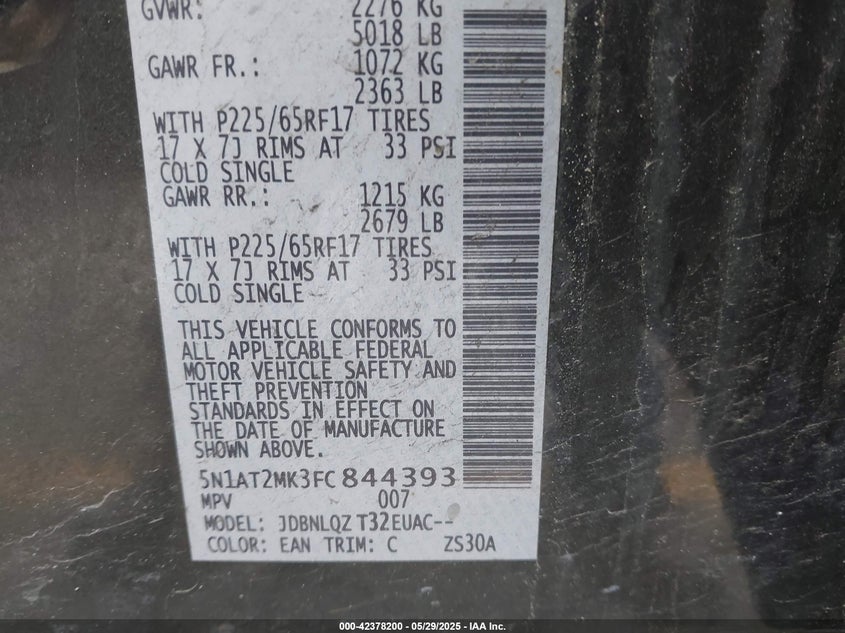 GVWR: 2276 KG
5018 LB
GAWR FR.: 1072 KG
2363 LB
WITH P225/65RF17 TIRES
17 X 7J RIMS AT 33 PSI
COLD SINGLE
GAWR RR.: 1215 KG
2679 LB
WITH P225/65RF17 TIRES
17 X 7J RIMS AT 33 PSI
COLD SINGLE
THIS VEHICLE CONFORMS TO
ALL APPLICABLE FEDERAL
MOTOR VEHICLE SAFETY AND
THEFT PREVENTION
STANDARDS IN EFFECT ON
THE DATE OF MANUFACTURE
SHOWN ABOVE.
5N1AT2MK3FC844393
MPV 007
MODEL: JDBNLQZ T32EUAC--
COLOR: EAN TRIM: C ZS30A
000-42378200 - 05/29/2025 - IAA Inc.